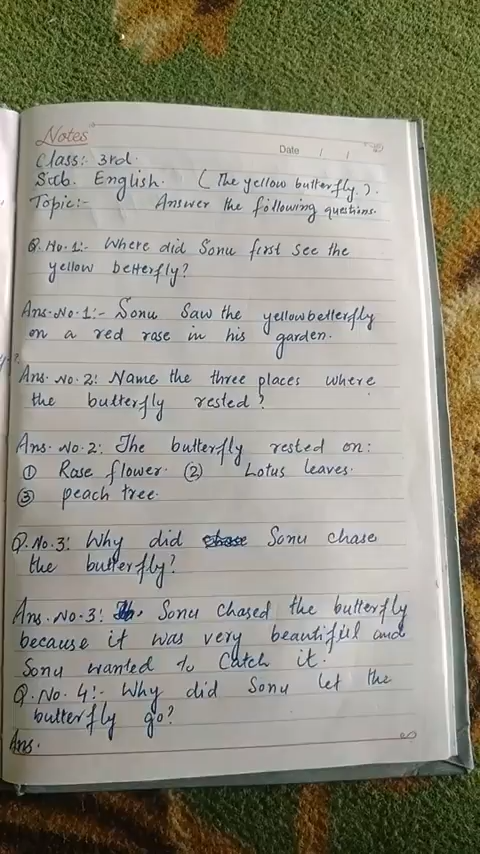 Notes
Date / /
Class:- 3rd.
Sub. English. (The yellow butterfly.).
Topic:- Answer the following questions.
Q.No.1:- Where did Sonu first see the
yellow betterfly?
Ans.No.1:- Sonu Saw the yellowbetterfly
on a red rose in his garden.
Ans.No.2: Name the three places where
the butterfly rested?
Ans.No.2: The butterfly rested on:
① Rose flower. (2) Lotus leaves.
③ peach tree.
Q.No.3: Why did Sonu chase
the butterfly?
Ans.No.3: Sonu chased the butterfly
because it was very beautiful and
Sonu wanted to Catch it.
Q.No.4:- Why did Sonu let the
butterfly go?
Ans.